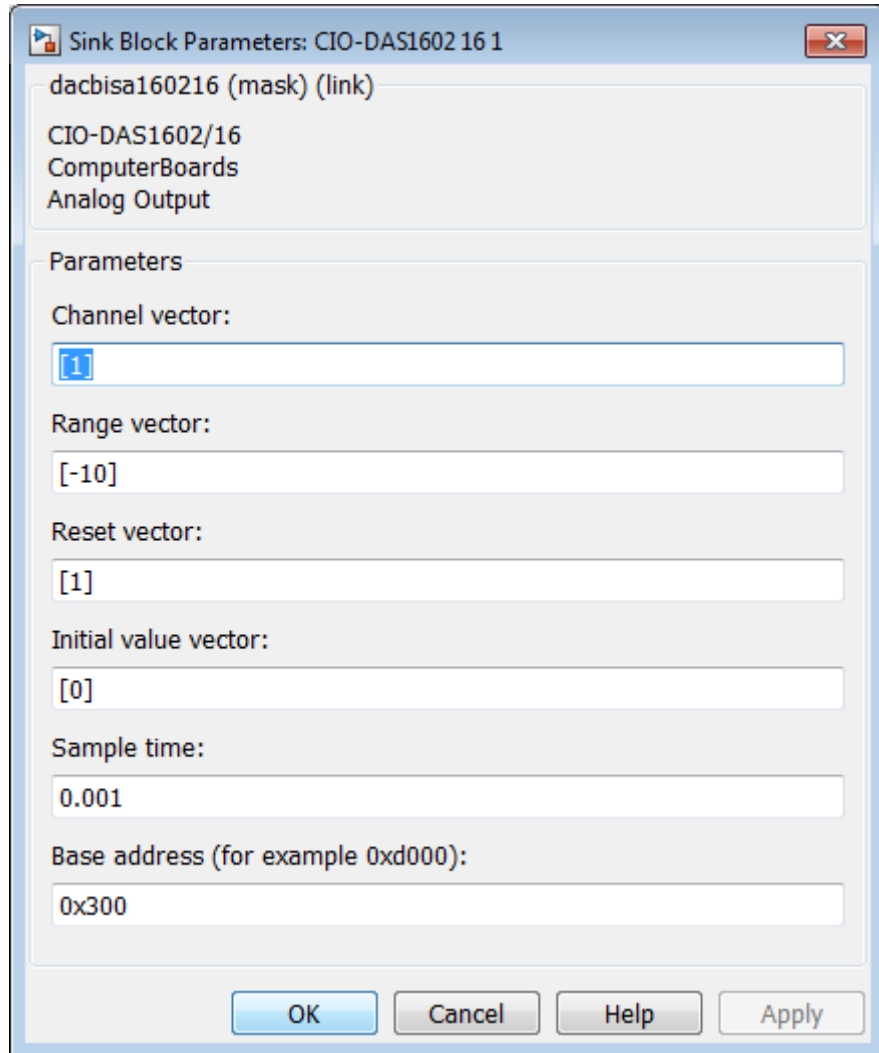 Sink Block Parameters: CIO-DAS1602 16 1
dacbisa160216 (mask) (link)
CIO-DAS1602/16
ComputerBoards
Analog Output
Parameters
Channel vector:
[1]
Range vector:
[-10]
Reset vector:
[1]
Initial value vector:
[0]
Sample time:
0.001
Base address (for example 0xd000):
0x300
OK Cancel Help Apply